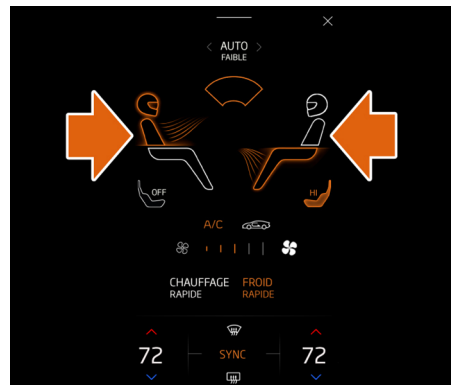 AUTO
FAIBLE
OFF
HI
A/C
CHAUFFAGE FROID
RAPIDE RAPIDE
72 SYNC 72